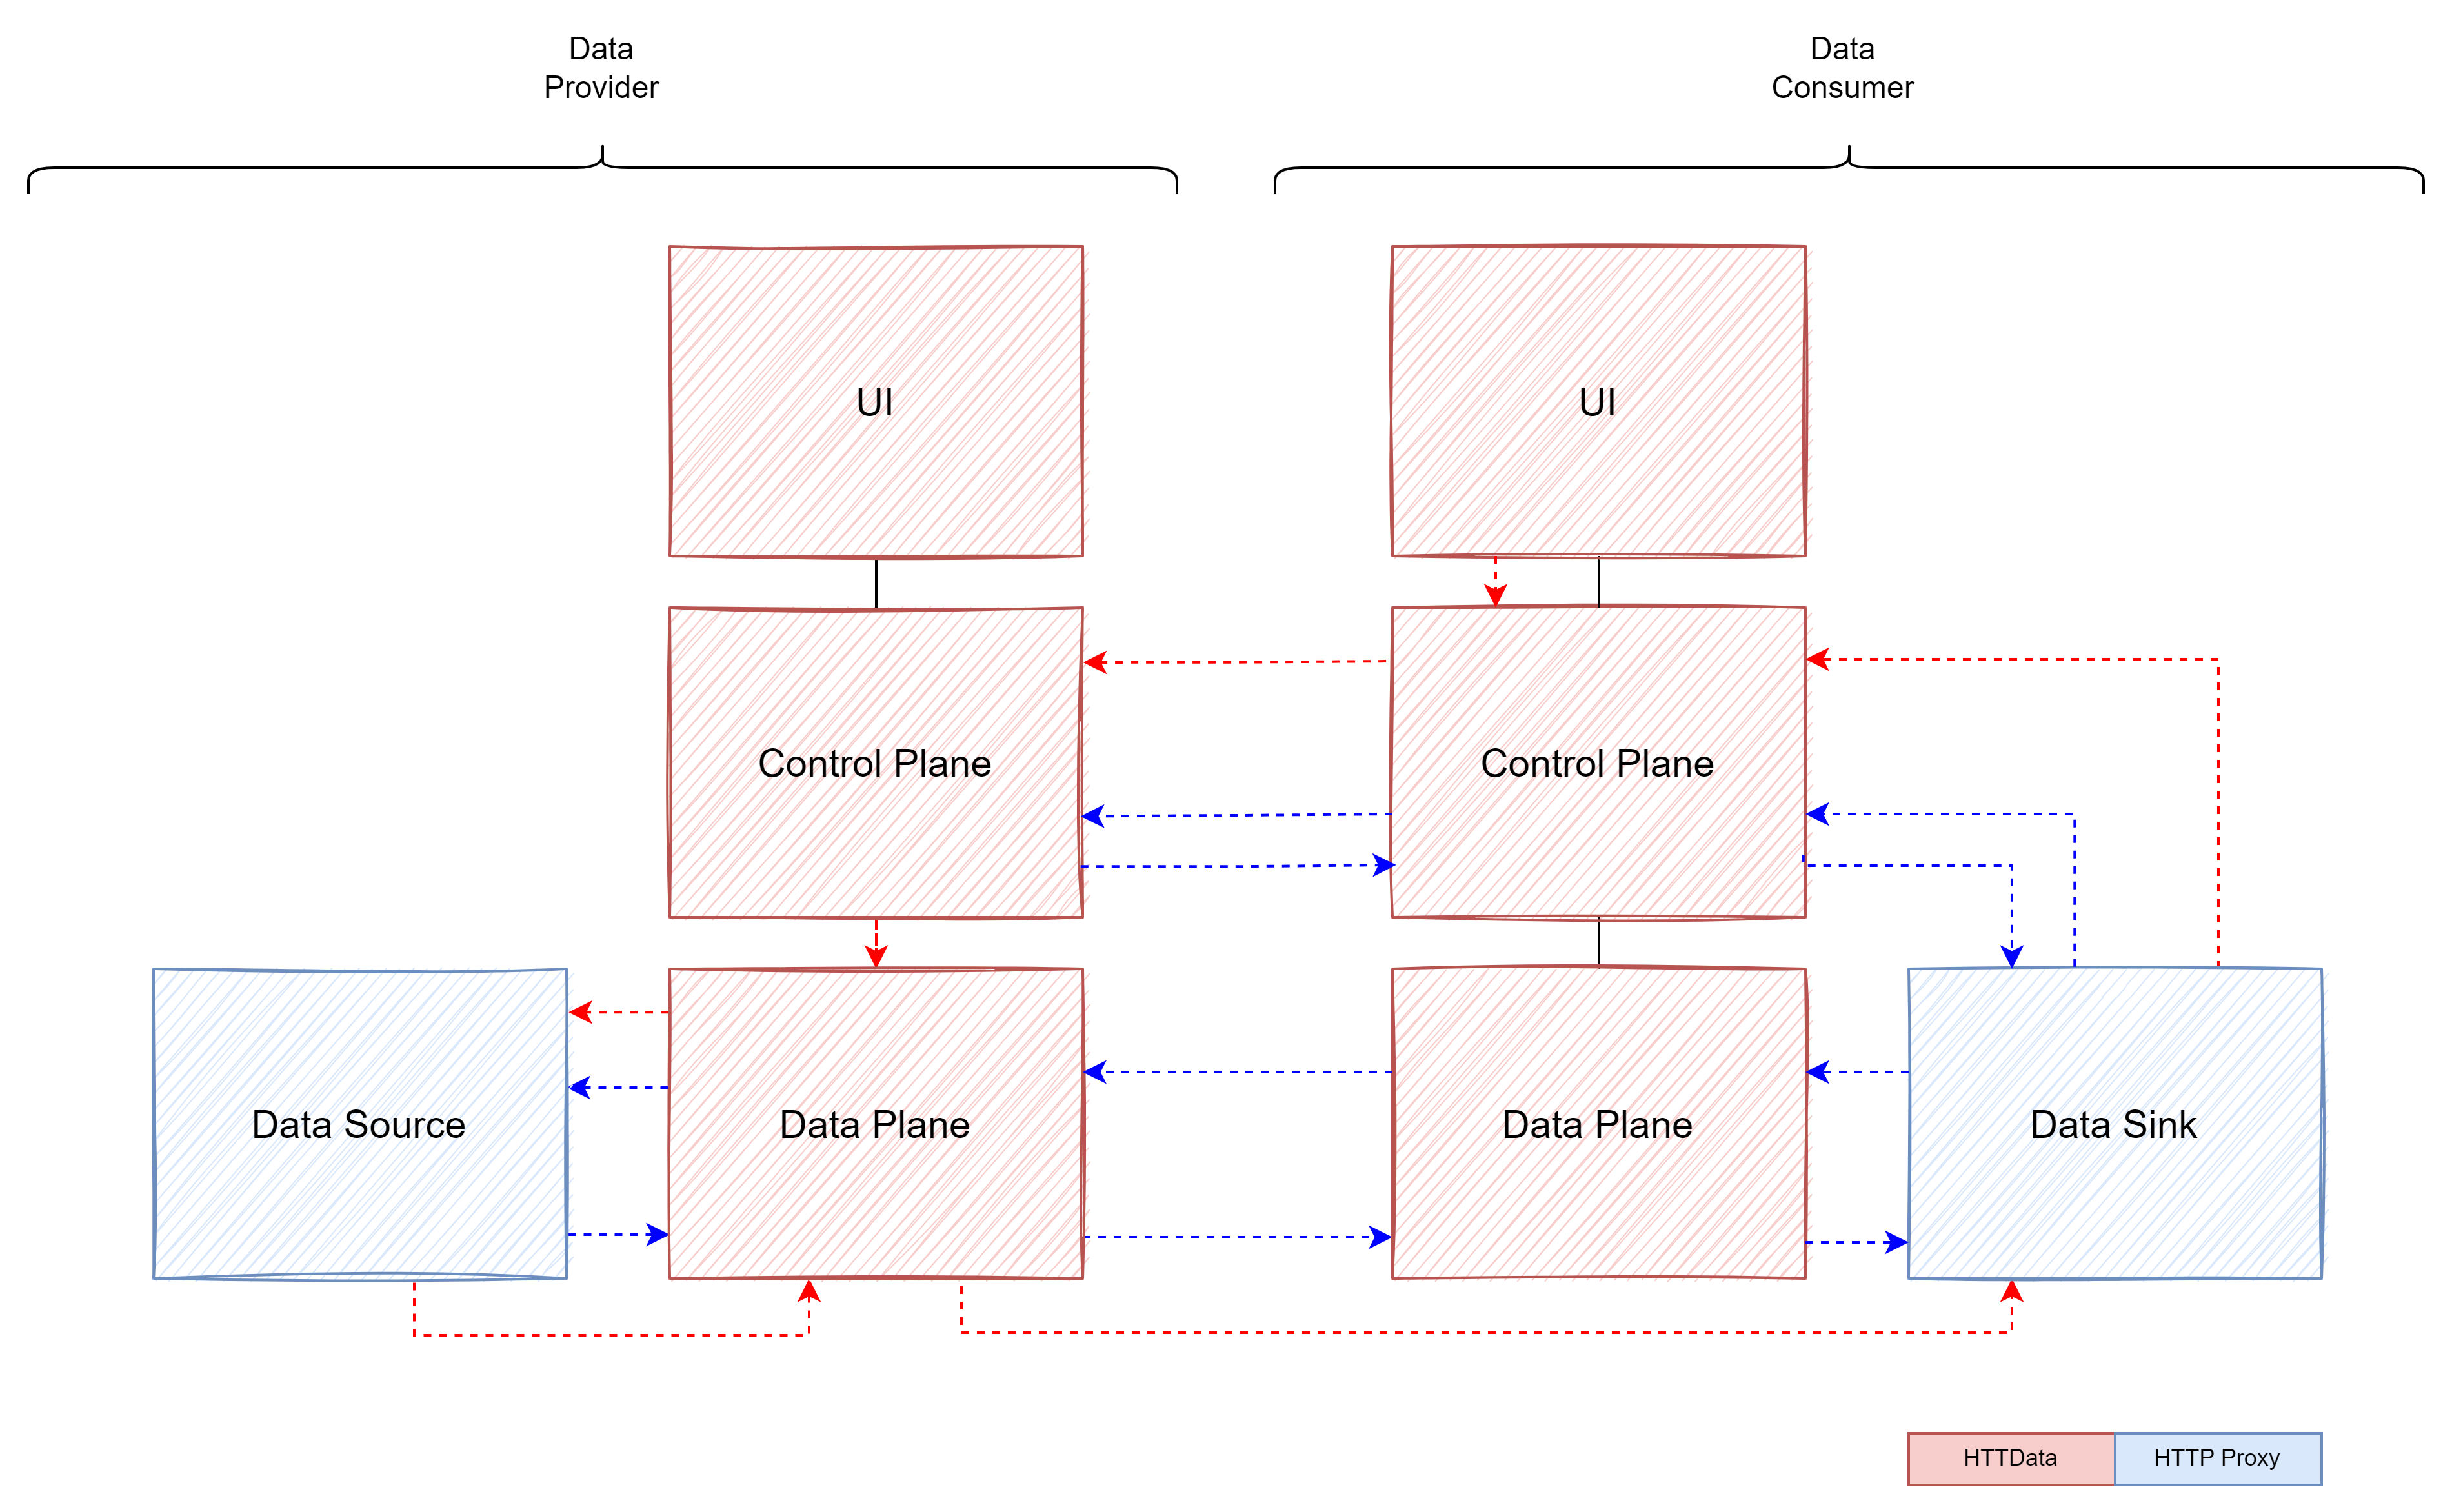 Data
Provider
Data
Consumer
UI
UI
Control Plane
Control Plane
Data Source
Data Plane
Data Plane
Data Sink
HTTData
HTTP Proxy